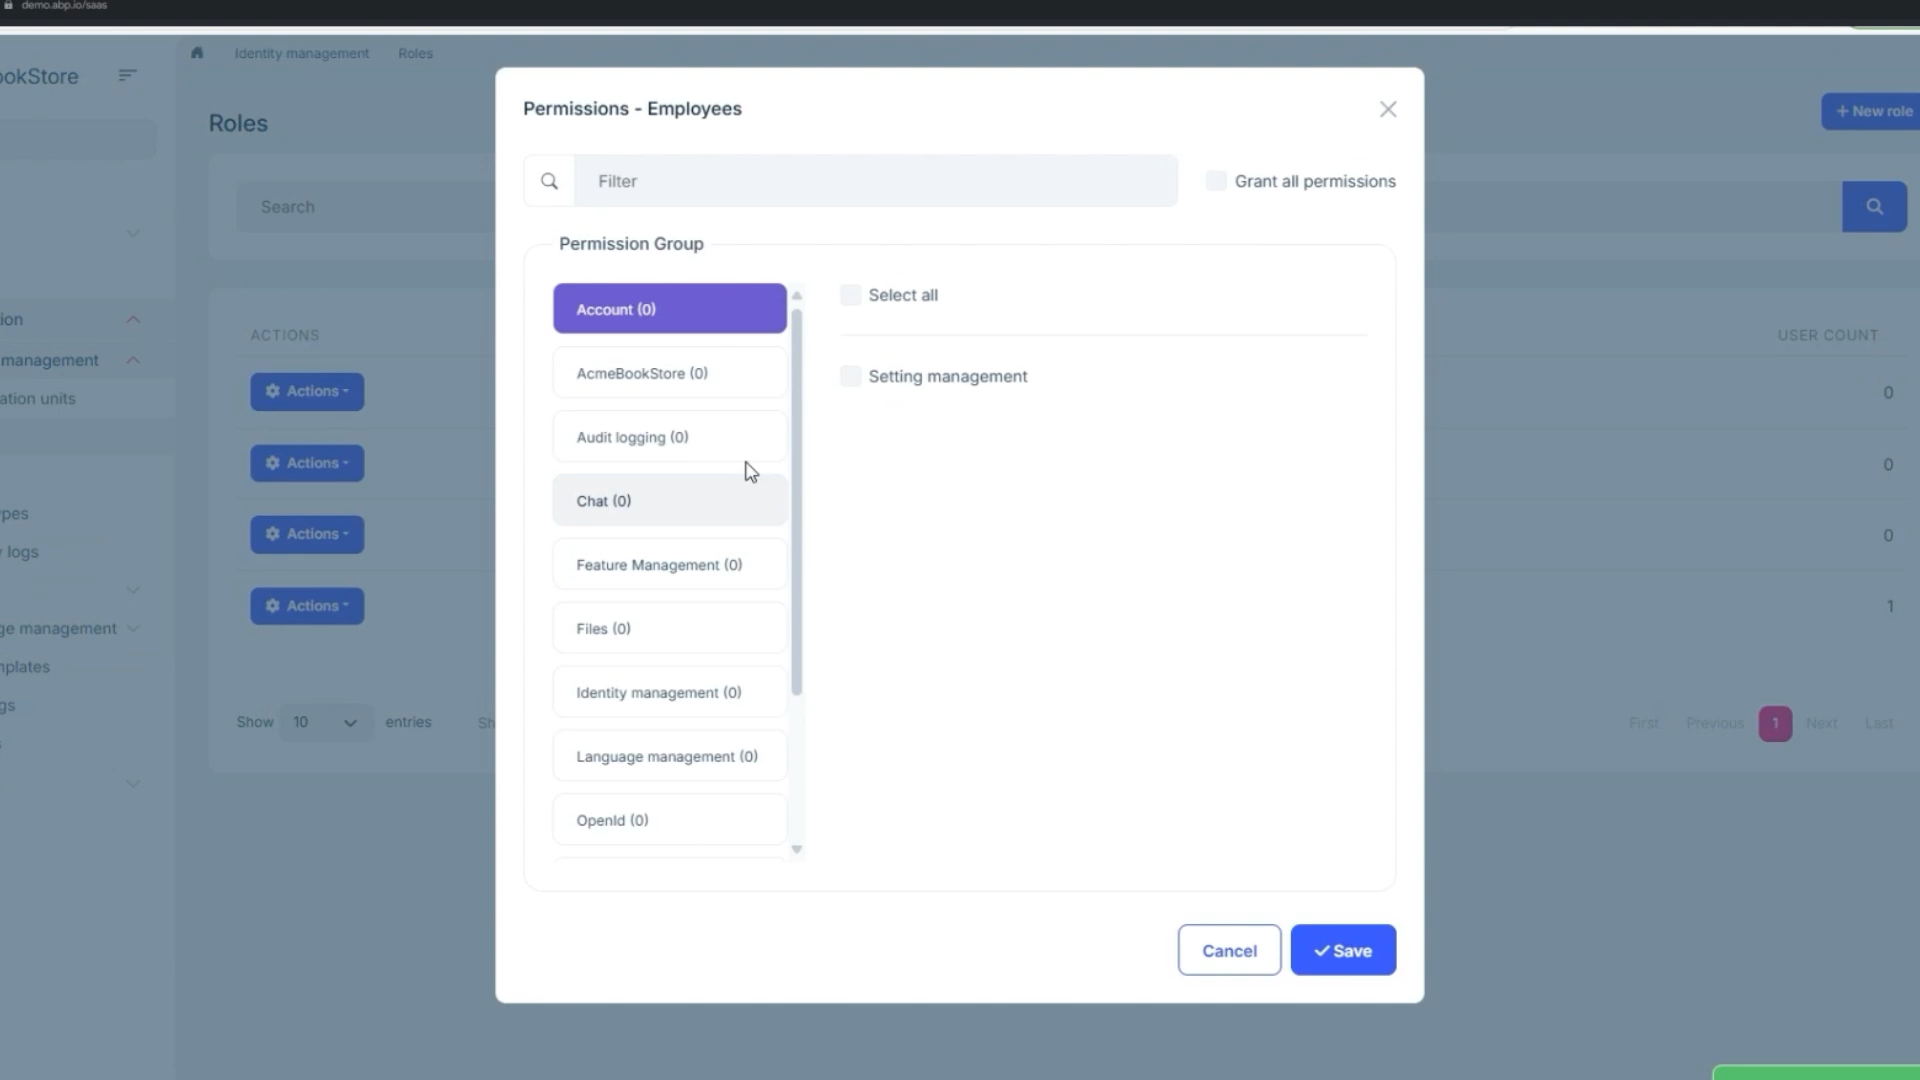 demo.abp.io/saas
Identity management
Roles
ookStore
Roles
+ New role
Search
ion
management
ation units
ypes
y logs
ge management
mplates
gs
s
ACTIONS
USER COUNT
Actions
0
Actions
0
Actions
0
Actions
1
Show 10 entries
Sh
First Previous 1 Next Last
Permissions - Employees
Filter
Grant all permissions
Permission Group
Account (0)
AcmeBookStore (0)
Audit logging (0)
Chat (0)
Feature Management (0)
Files (0)
Identity management (0)
Language management (0)
OpenId (0)
Select all
Setting management
Cancel
Save